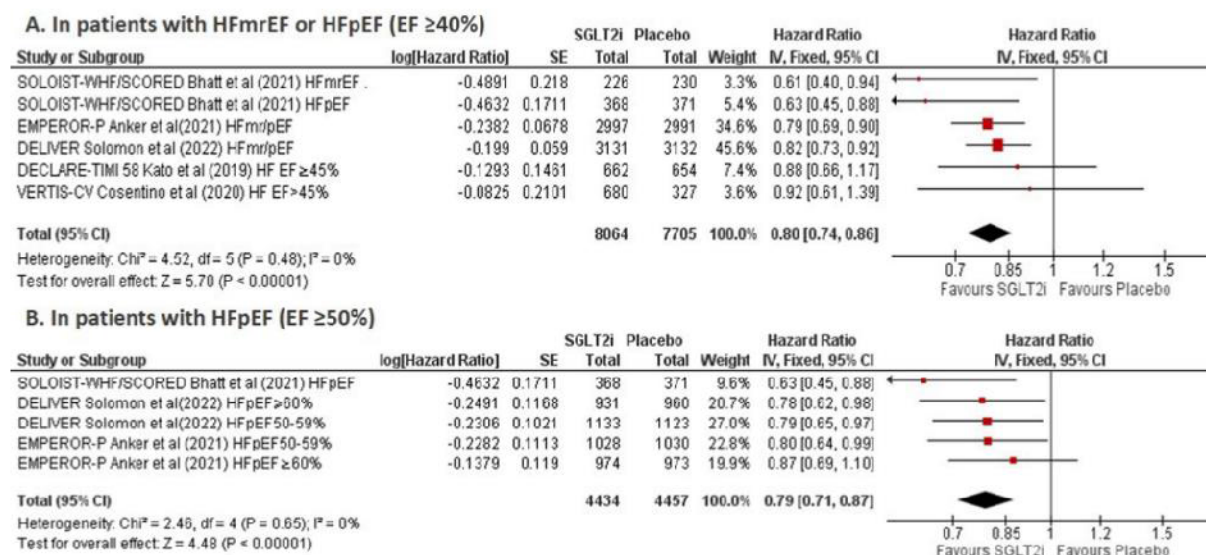 A. In patients with HFmrEF or HFpEF (EF ≥40%)
SGLT2i Placebo Hazard Ratio Hazard Ratio
Study or Subgroup log[Hazard Ratio] SE Total Total Weight IV, Fixed, 95% CI IV, Fixed, 95% CI
SOLOIST-WHF/SCORED Bhatt et al (2021) HFmrEF . -0.4891 0.218 226 230 3.3% 0.61 [0.40, 0.94]
SOLOIST-WHF/SCORED Bhatt et al (2021) HFpEF -0.4632 0.1711 368 371 5.4% 0.63 [0.45, 0.88]
EMPEROR-P Anker et al(2021) HFmr/pEF -0.2382 0.0678 2997 2991 34.6% 0.79 [0.69, 0.90]
DELIVER Solomon et al (2022) HFmr/pEF -0.199 0.059 3131 3132 45.6% 0.82 [0.73, 0.92]
DECLARE-TIMI 58 Kato et al (2019) HF EF≥45% -0.1293 0.1461 662 654 7.4% 0.88 [0.66, 1.17]
VERTIS-CV Cosentino et al (2020) HF EF>45% -0.0825 0.2101 680 327 3.6% 0.92 [0.61, 1.39]
Total (95% CI) 8064 7705 100.0% 0.80 [0.74, 0.86]
Heterogeneity: Chi² = 4.52, df = 5 (P = 0.48); I² = 0%
Test for overall effect: Z = 5.70 (P < 0.00001)
0.7 0.85 1 1.2 1.5
Favours SGLT2i Favours Placebo
B. In patients with HFpEF (EF ≥50%)
SGLT2i Placebo Hazard Ratio Hazard Ratio
Study or Subgroup log[Hazard Ratio] SE Total Total Weight IV, Fixed, 95% CI IV, Fixed, 95% CI
SOLOIST-WHF/SCORED Bhatt et al (2021) HFpEF -0.4632 0.1711 368 371 9.6% 0.63 [0.45, 0.88]
DELIVER Solomon et al(2022) HFpEF≥60% -0.2491 0.1168 931 960 20.7% 0.78 [0.62, 0.98]
DELIVER Solomon et al(2022) HFpEF50-59% -0.2306 0.1021 1133 1123 27.0% 0.79 [0.65, 0.97]
EMPEROR-P Anker et al (2021) HFpEF50-59% -0.2282 0.1113 1028 1030 22.8% 0.80 [0.64, 0.99]
EMPEROR-P Anker et al (2021) HFpEF≥60% -0.1379 0.119 974 973 19.9% 0.87 [0.69, 1.10]
Total (95% CI) 4434 4457 100.0% 0.79 [0.71, 0.87]
Heterogeneity: Chi² = 2.46, df = 4 (P = 0.65); I² = 0%
Test for overall effect: Z = 4.48 (P < 0.00001)
0.7 0.85 1 1.2 1.5
Favours SGLT2i Favours Placebo